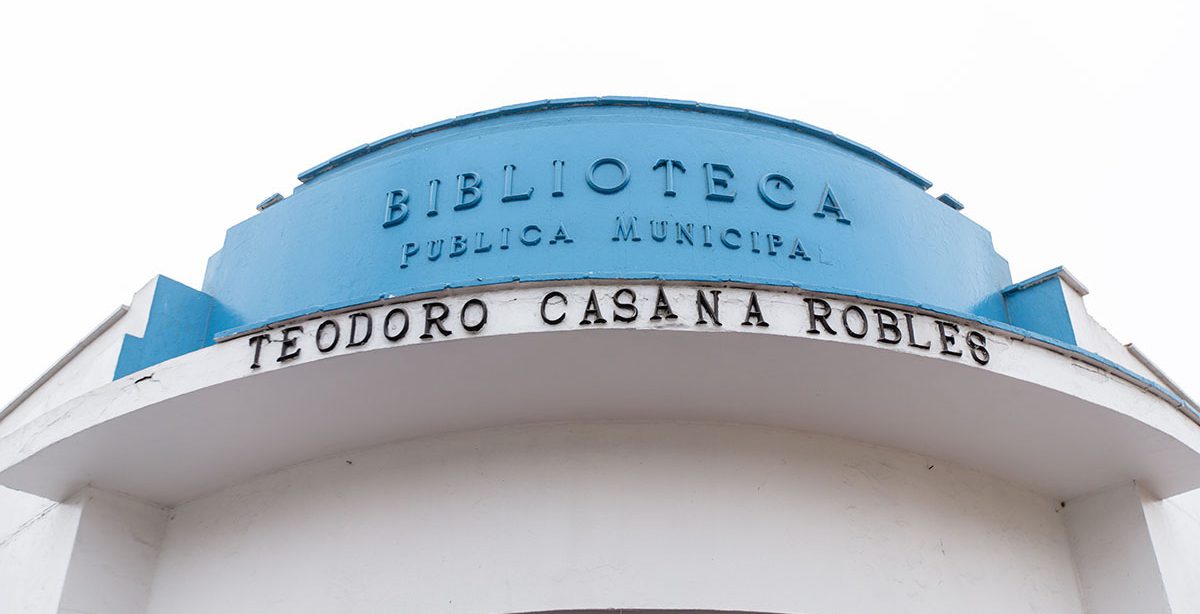 BIBLIOTECA
PUBLICA MUNICIPAL
TEODORO CASANA ROBLES